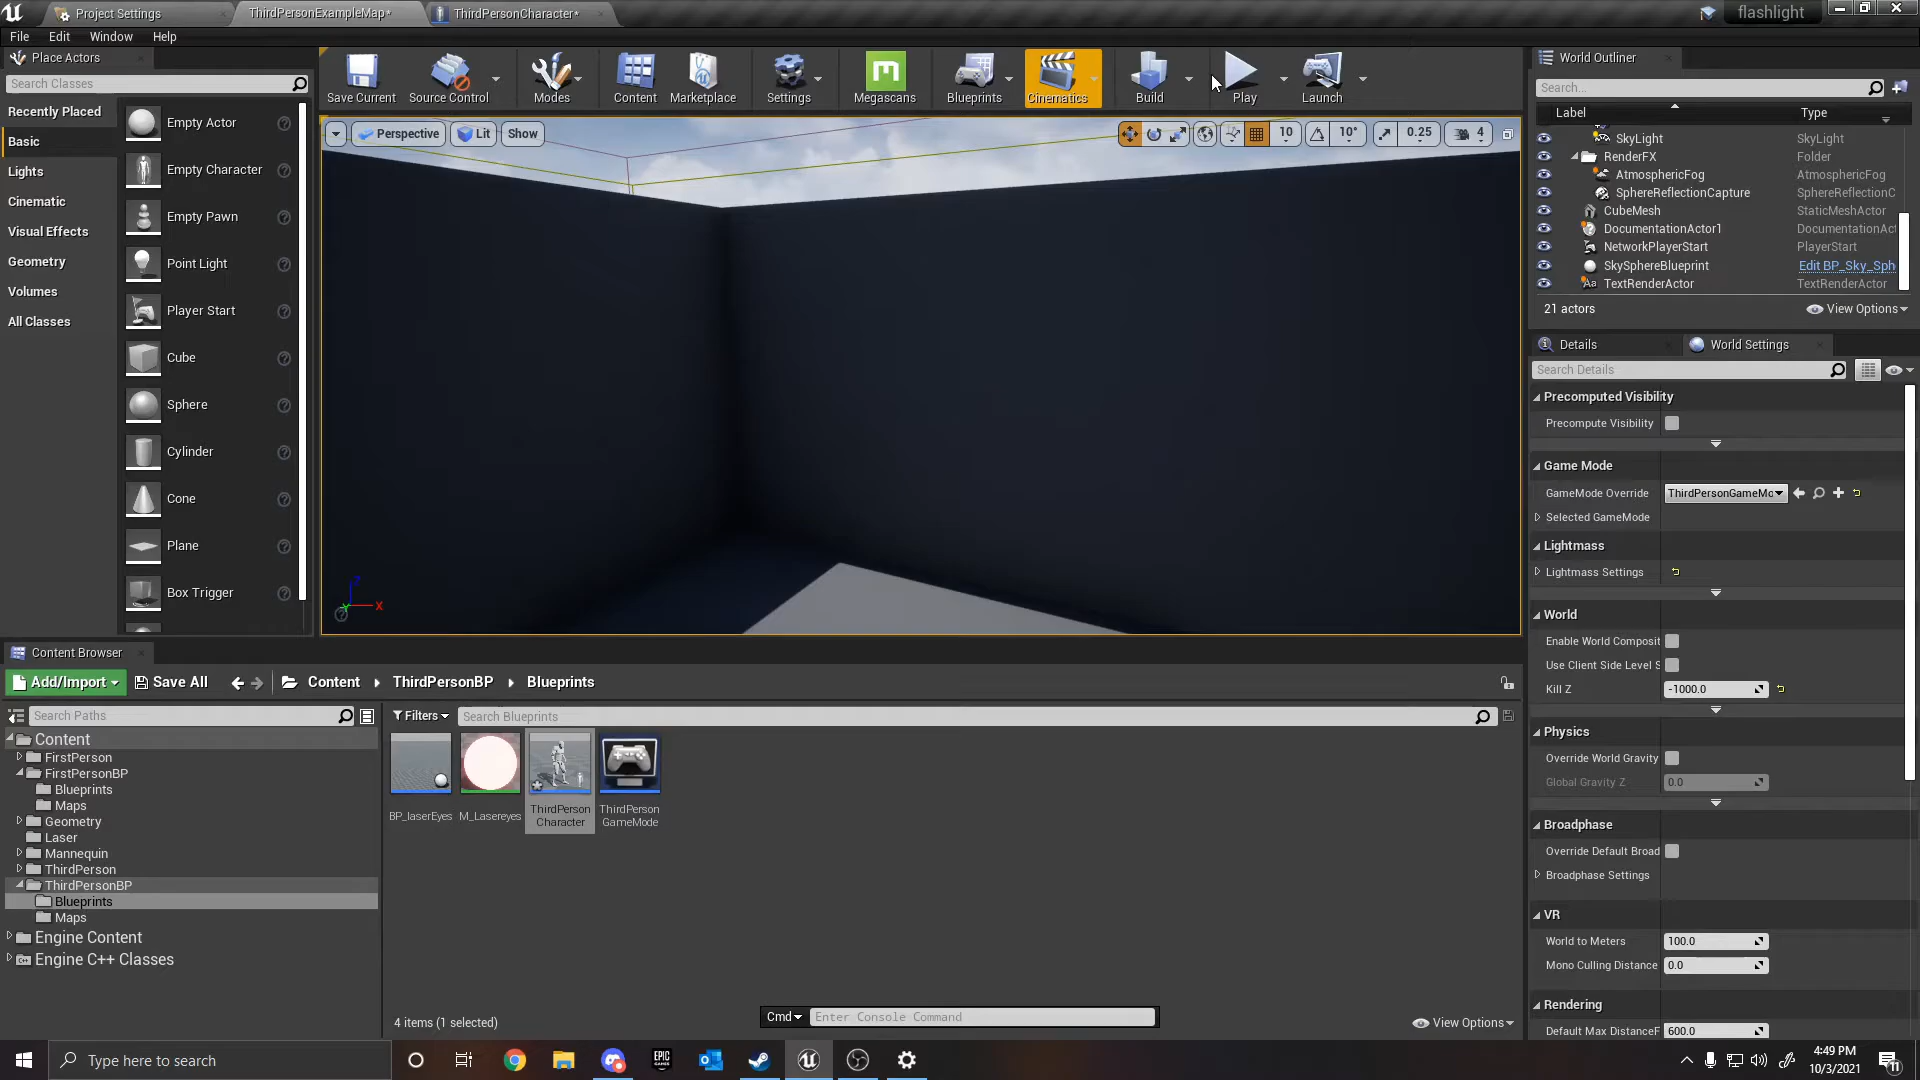 Project Settings
ThirdPersonExampleMap*
ThirdPersonCharacter*
flashlight
File Edit Window Help
Place Actors
Search Classes
Recently Placed
Basic
Lights
Cinematic
Visual Effects
Geometry
Volumes
All Classes
Empty Actor
Empty Character
Empty Pawn
Point Light
Player Start
Cube
Sphere
Cylinder
Cone
Plane
Box Trigger
Save Current
Source Control
Modes
Content
Marketplace
Settings
Megascans
Blueprints
Cinematics
Build
Play
Launch
Perspective
Lit
Show
10
10°
0.25
4
Z
Y
X
World Outliner
Search...
Label Type
SkyLight SkyLight
RenderFX Folder
AtmosphericFog AtmosphericFog
SphereReflectionCapture SphereReflectionC
CubeMesh StaticMeshActor
DocumentationActor1 DocumentationAct
NetworkPlayerStart PlayerStart
SkySphereBlueprint Edit BP_Sky_Sph
TextRenderActor TextRenderActor
21 actors
View Options
Details
World Settings
Search Details
Precomputed Visibility
Precompute Visibility
Game Mode
GameMode Override ThirdPersonGameMo
Selected GameMode
Lightmass
Lightmass Settings
World
Enable World Composit
Use Client Side Level S
Kill Z -1000.0
Physics
Override World Gravity
Global Gravity Z 0.0
Broadphase
Override Default Broad
Broadphase Settings
VR
World to Meters 100.0
Mono Culling Distance 0.0
Rendering
Default Max DistanceF 600.0
Content Browser
Add/Import
Save All
Content
ThirdPersonBP
Blueprints
Search Paths
Filters
Search Blueprints
Content
FirstPerson
FirstPersonBP
Blueprints
Maps
Geometry
Laser
Mannequin
ThirdPerson
ThirdPersonBP
Blueprints
Maps
Engine Content
Engine C++ Classes
BP_laserEyes
M_Lasereyes
ThirdPerson
Character
ThirdPerson
GameMode
4 items (1 selected)
Cmd
Enter Console Command
View Options
Type here to search
EPIC
GAMES
4:49 PM
10/3/2021
11